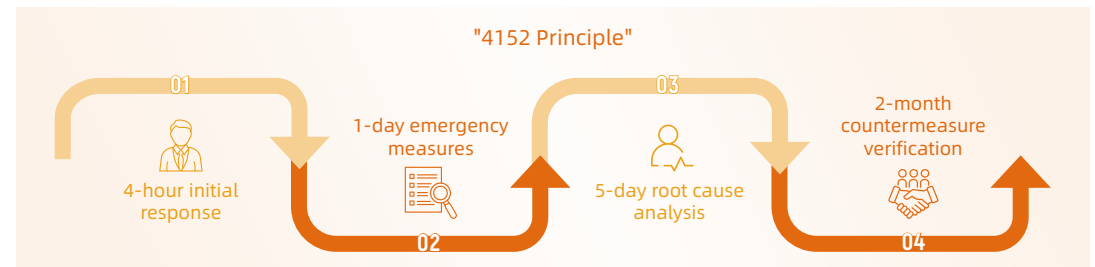 "4152 Principle"
01
4-hour initial
response
1-day emergency
measures
02
03
5-day root cause
analysis
2-month
countermeasure
verification
04